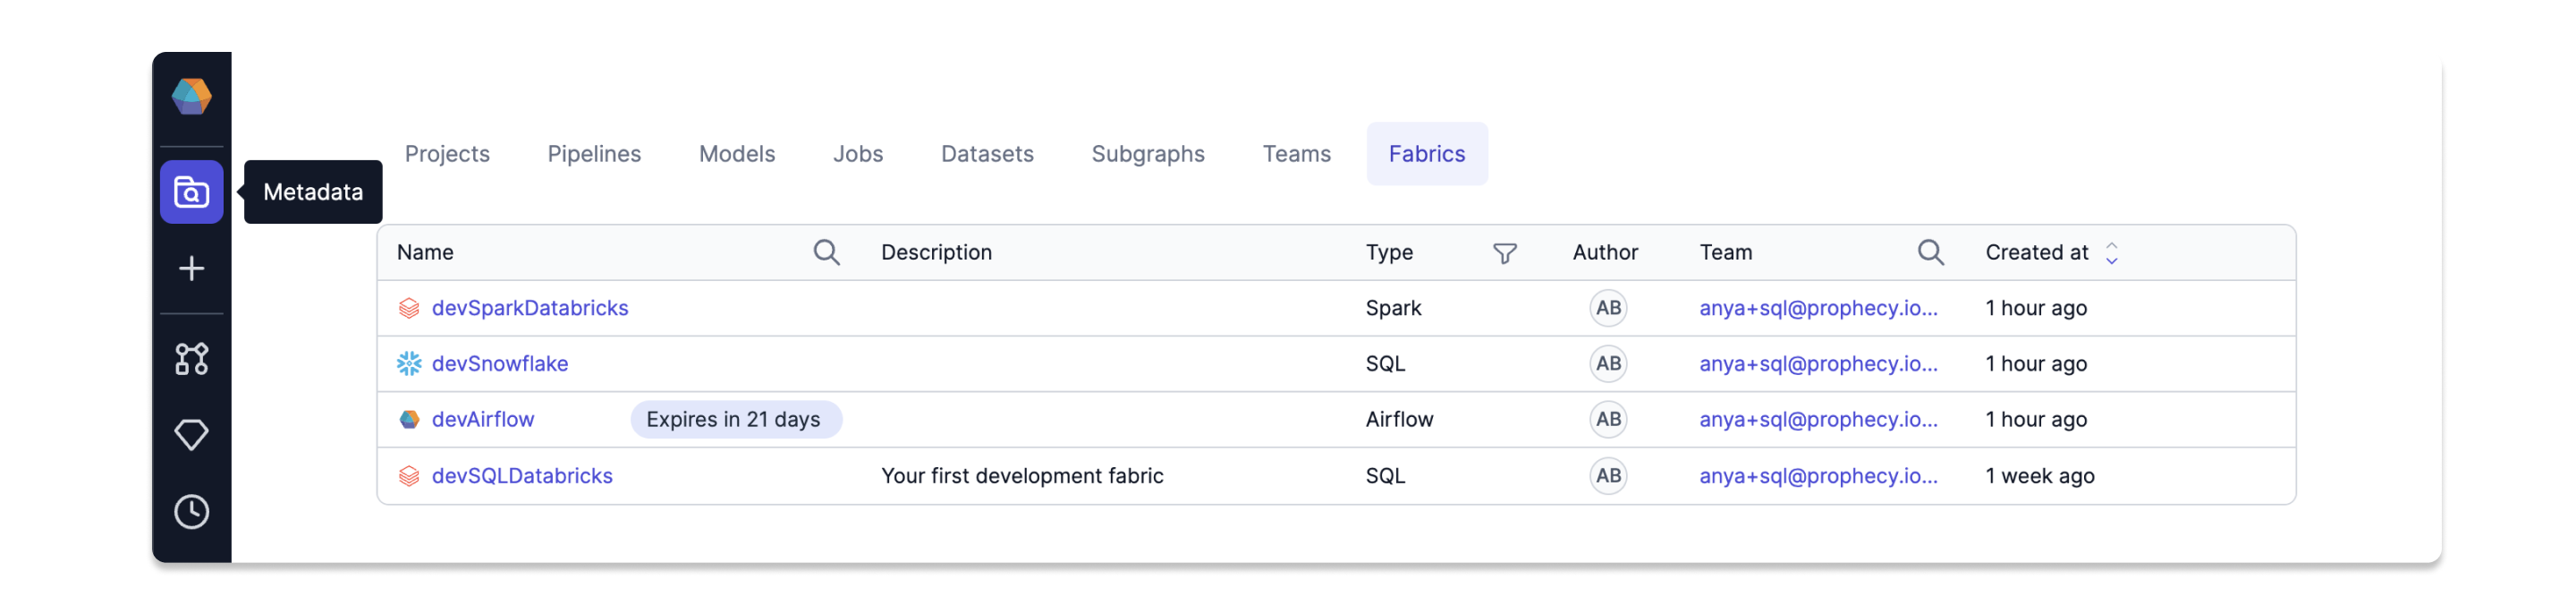 Projects Pipelines Models Jobs Datasets Subgraphs Teams Fabrics
Metadata
Name Description Type Author Team Created at
devSparkDatabricks Spark AB anya+sql@prophecy.io... 1 hour ago
devSnowflake SQL AB anya+sql@prophecy.io... 1 hour ago
devAirflow Expires in 21 days Airflow AB anya+sql@prophecy.io... 1 hour ago
devSQLDatabricks Your first development fabric SQL AB anya+sql@prophecy.io... 1 week ago